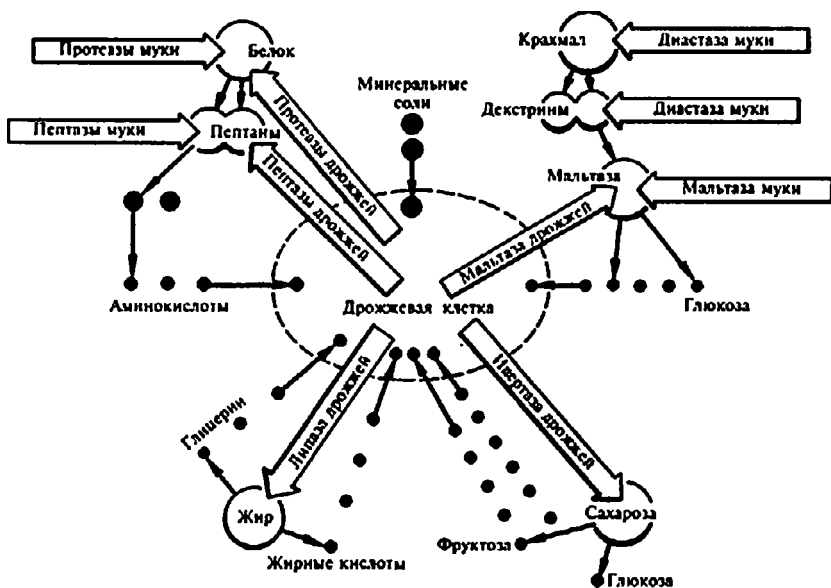 Протеазы муки
Белок
Крахмал
Диастаза муки
Минеральные
соли
Протеазы дрожжей
Декстрины
Диастаза муки
Пептазы муки
Пептаны
Пептазы дрожжей
Мальтаза
Мальтаза муки
Мальтаза дрожжей
Аминокислоты
Дрожжевая клетка
Глюкоза
Глицерин
Липаза дрожжей
Инвертаза дрожжей
Жир
Сахароза
Жирные кислоты
Фруктоза
Глюкоза